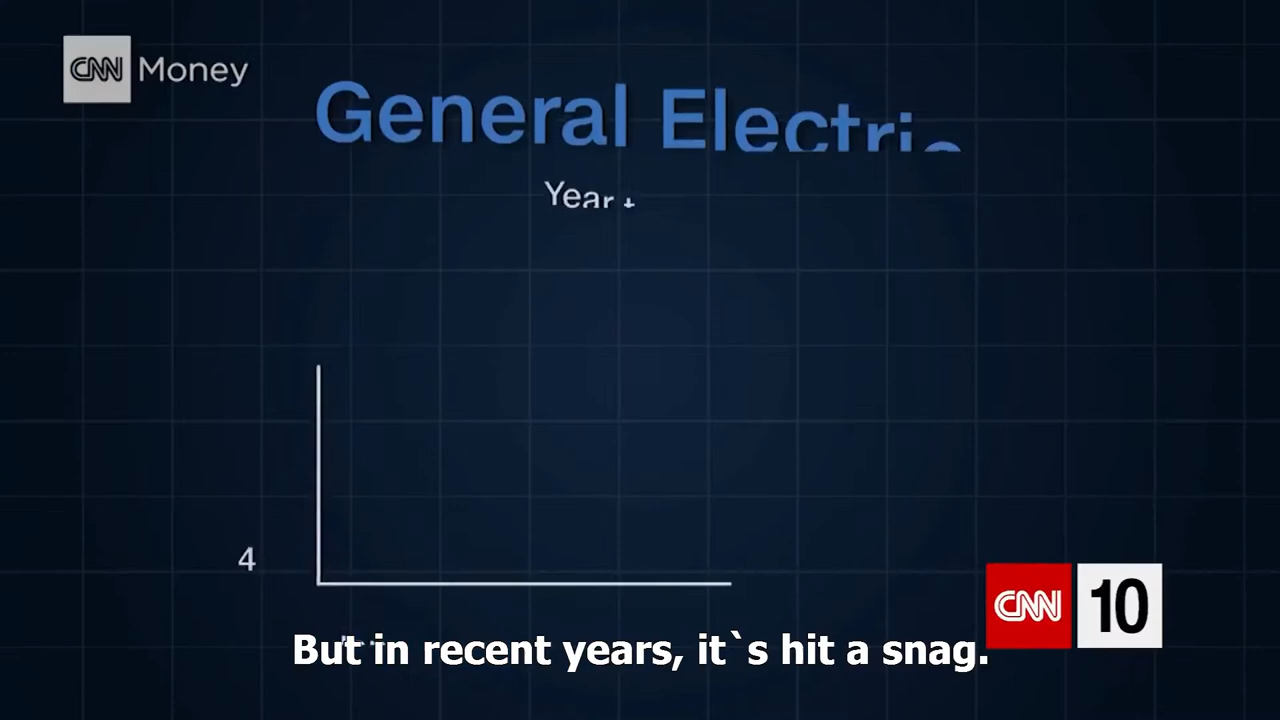 CNN Money
General Electric
Year
4
CNN 10
But in recent years, it`s hit a snag.